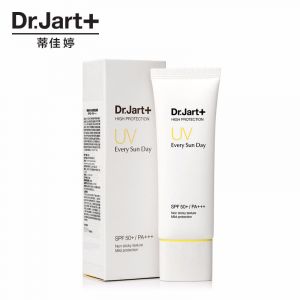 Dr.Jart+
蒂佳婷
Dr.Jart+
HIGH PROTECTION
UV
Every Sun Day
SPF 50+ / PA+++
Non sticky texture
Mild protection
Dr.Jart+
HIGH PROTECTION
UV
Every Sun Day
SPF 50+ / PA+++
Non sticky texture
Mild protection